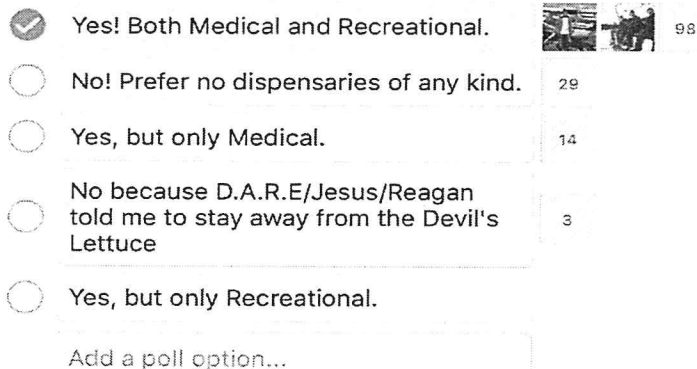 Yes! Both Medical and Recreational. 98
No! Prefer no dispensaries of any kind. 29
Yes, but only Medical. 14
No because D.A.R.E/Jesus/Reagan
told me to stay away from the Devil's 3
Lettuce
Yes, but only Recreational.
Add a poll option...